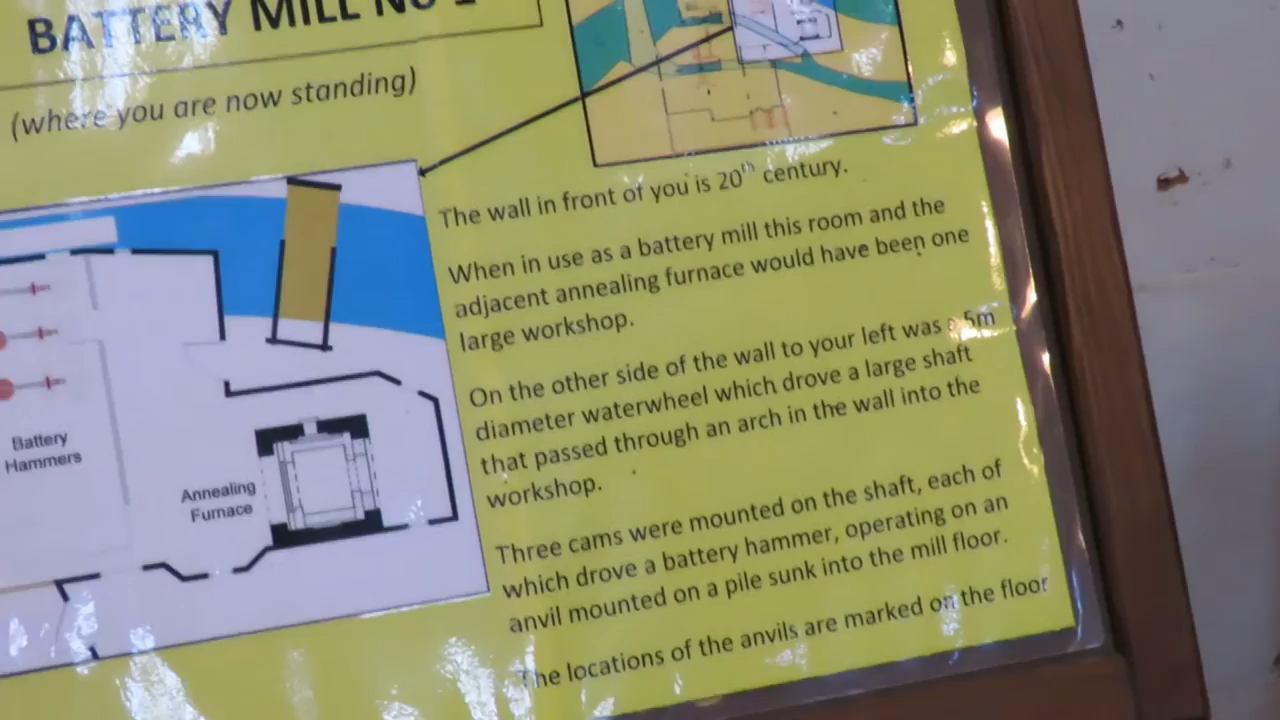 BATTERY MILL No 1
(where you are now standing)
The wall in front of you is 20th century.
When in use as a battery mill this room and the
adjacent annealing furnace would have been one
large workshop.
On the other side of the wall to your left was 5m
diameter waterwheel which drove a large shaft
that passed through an arch in the wall into the
workshop.
Three cams were mounted on the shaft, each of
which drove a battery hammer, operating on an
anvil mounted on a pile sunk into the mill floor.
The locations of the anvils are marked on the floor
Battery
Hammers
Annealing
Furnace